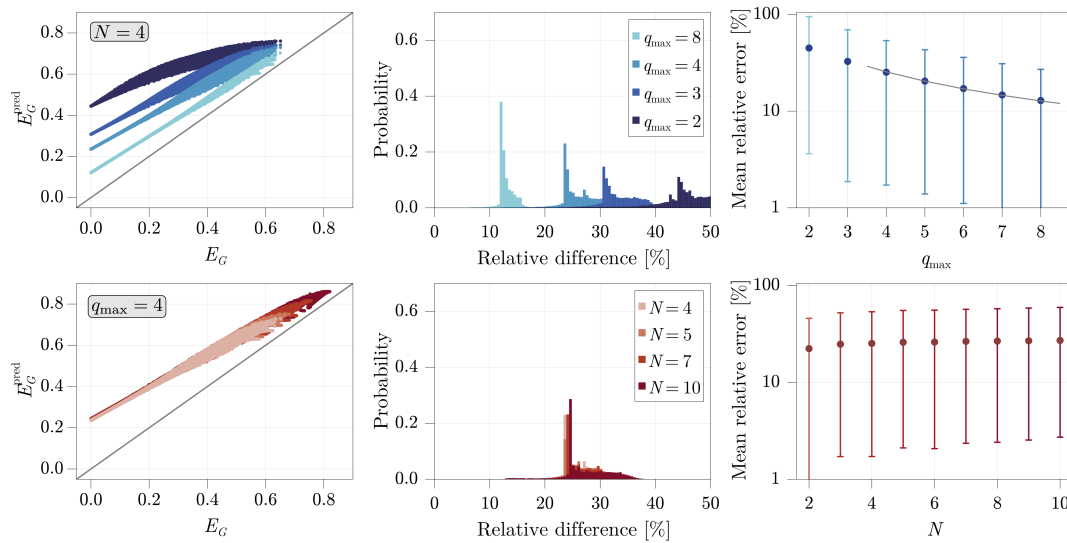 N = 4
0.8
0.6
0.4
0.2
0.0
E_G^pred
0.0 0.2 0.4 0.6 0.8
E_G
0.6
0.4
0.2
0.0
Probability
q_max = 8
q_max = 4
q_max = 3
q_max = 2
0 10 20 30 40 50
Relative difference [%]
100
10
1
Mean relative error [%]
2 3 4 5 6 7 8
q_max
q_max = 4
0.8
0.6
0.4
0.2
0.0
E_G^pred
0.0 0.2 0.4 0.6 0.8
E_G
0.6
0.4
0.2
0.0
Probability
N = 4
N = 5
N = 7
N = 10
0 10 20 30 40 50
Relative difference [%]
100
10
1
Mean relative error [%]
2 4 6 8 10
N